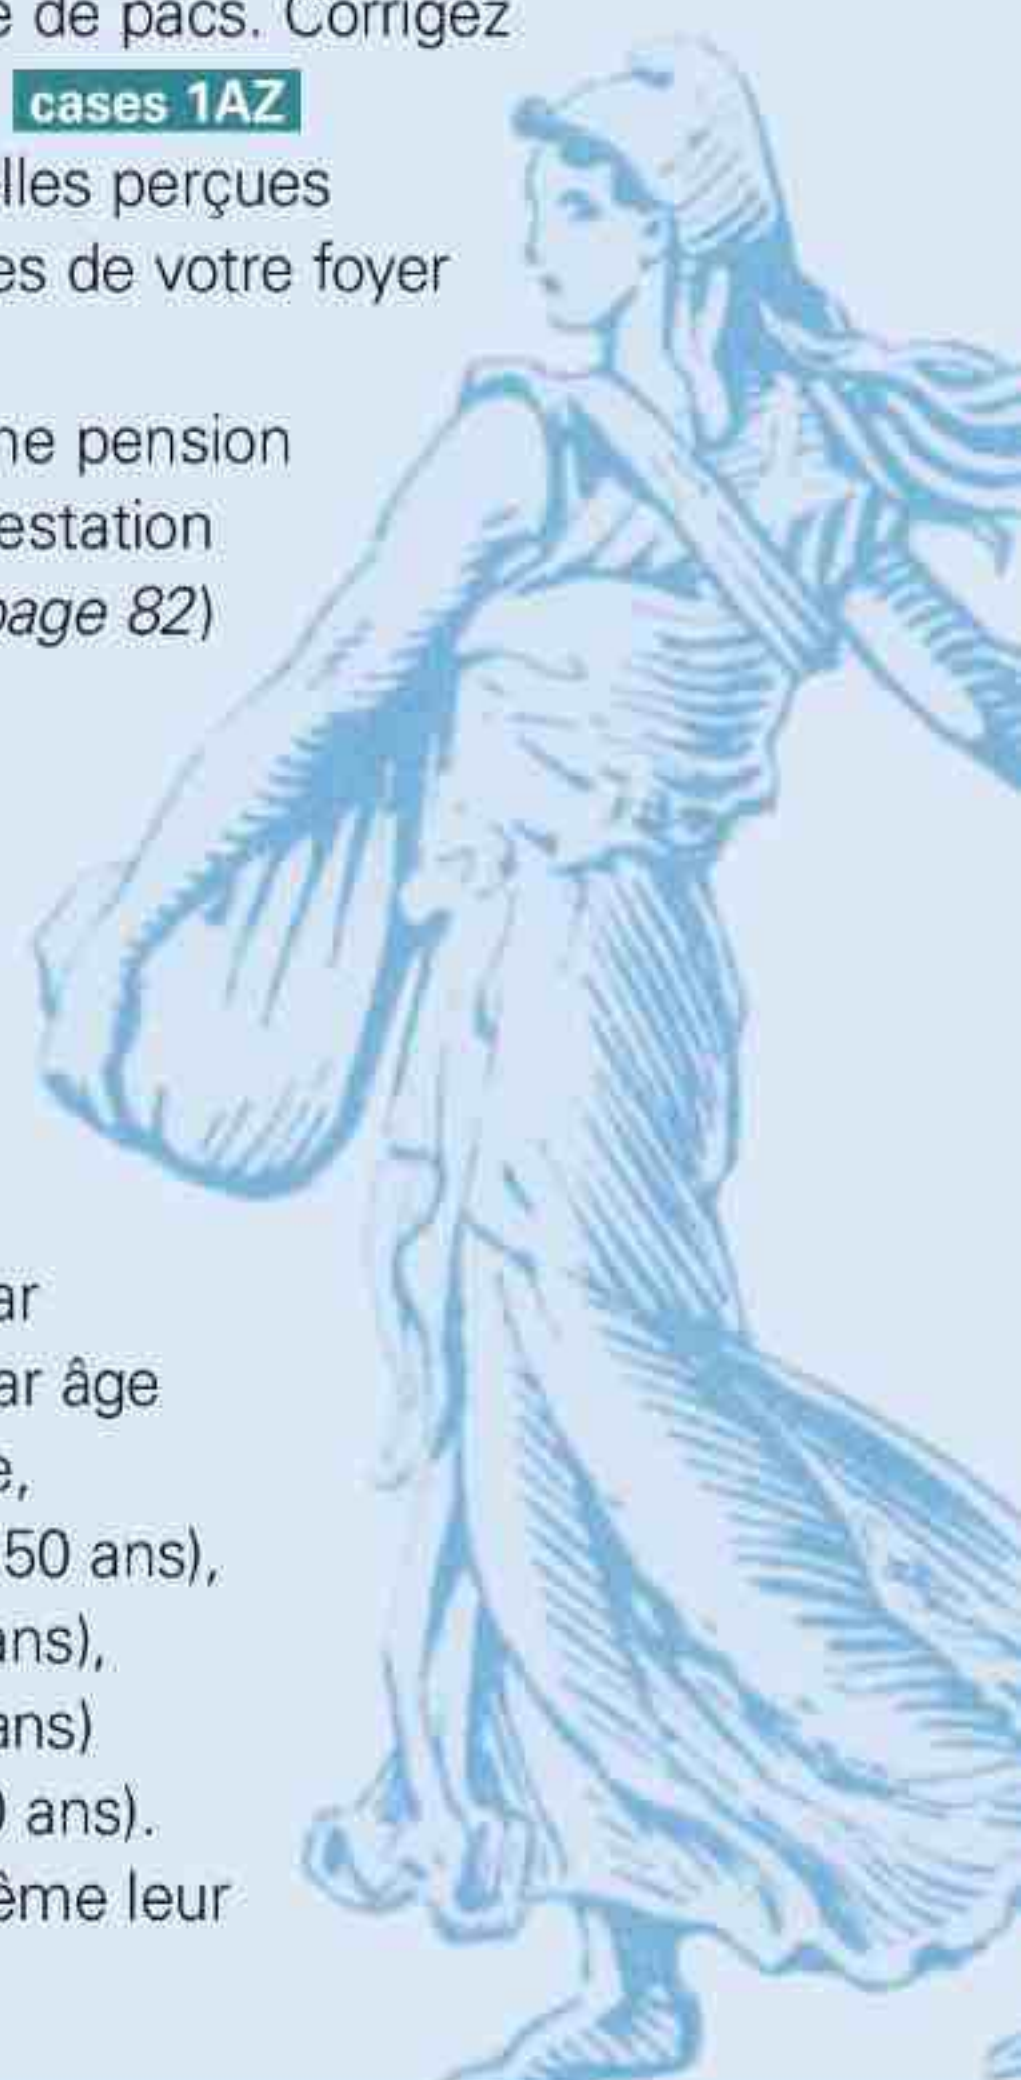 de pacs. Corrigez
cases 1AZ
lles perçues
es de votre foyer
ne pension
estation
page 82)
ar
ar âge
e,
50 ans),
ans),
ans)
ans).
ême leur